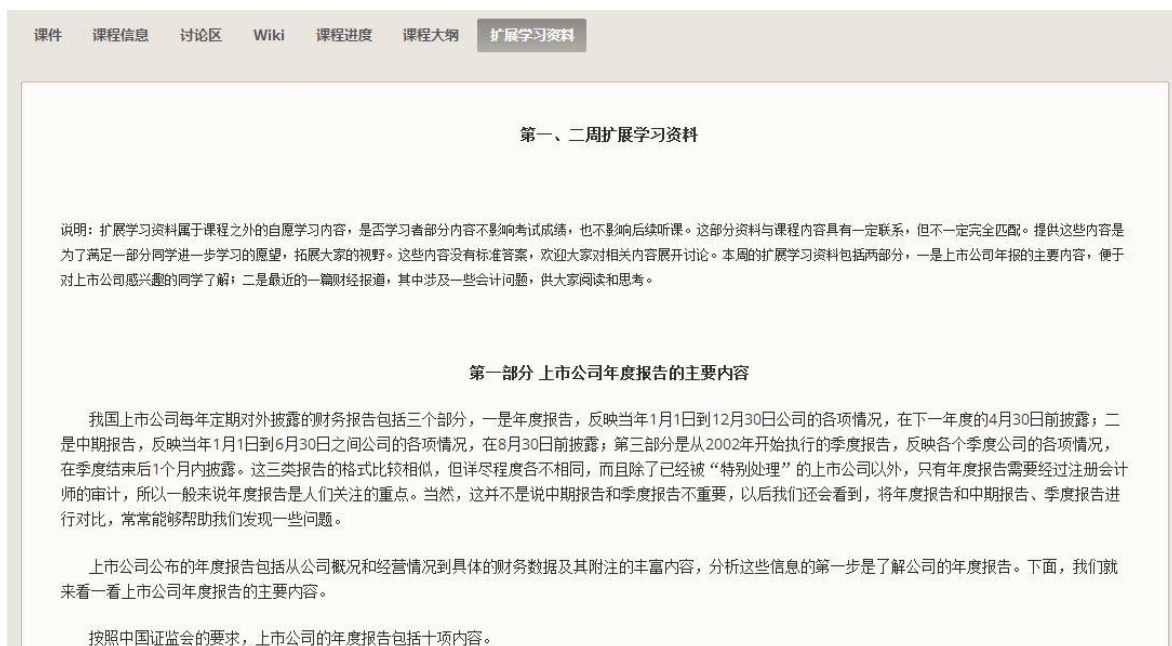 课件 课程信息 讨论区 Wiki 课程进度 课程大纲 扩展学习资料
第一、二周扩展学习资料
说明：扩展学习资料属于课程之外的自愿学习内容，是否学习者部分内容不影响考试成绩，也不影响后续听课。这部分资料与课程内容具有一定联系，但不一定完全匹配。提供这些内容是
为了满足一部分同学进一步学习的愿望，拓展大家的视野。这些内容没有标准答案，欢迎大家对相关内容展开讨论。本周的扩展学习资料包括两部分，一是上市公司年报的主要内容，便于
对上市公司感兴趣的同学了解；二是最近的一篇财经报道，其中涉及一些会计问题，供大家阅读和思考。
第一部分 上市公司年度报告的主要内容
我国上市公司每年定期对外披露的财务报告包括三个部分，一是年度报告，反映当年1月1日到12月30日公司的各项情况，在下一年度的4月30日前披露；二
是中期报告，反映当年1月1日到6月30日之间公司的各项情况，在8月30日前披露；第三部分是从2002年开始执行的季度报告，反映各个季度公司的各项情况，
在季度结束后1个月内披露。这三类报告的格式比较相似，但详尽程度各不相同，而且除了已经被“特别处理”的上市公司以外，只有年度报告需要经过注册会计
师的审计，所以一般来说年度报告是人们关注的重点。当然，这并不是说中期报告和季度报告不重要，以后我们还会看到，将年度报告和中期报告、季度报告进
行对比，常常能够帮助我们发现一些问题。
上市公司公布的年度报告包括从公司概况和经营情况到具体的财务数据及其附注的丰富内容，分析这些信息的第一步是了解公司的年度报告。下面，我们就
来看一看上市公司年度报告的主要内容。
按照中国证监会的要求，上市公司的年度报告包括十项内容。